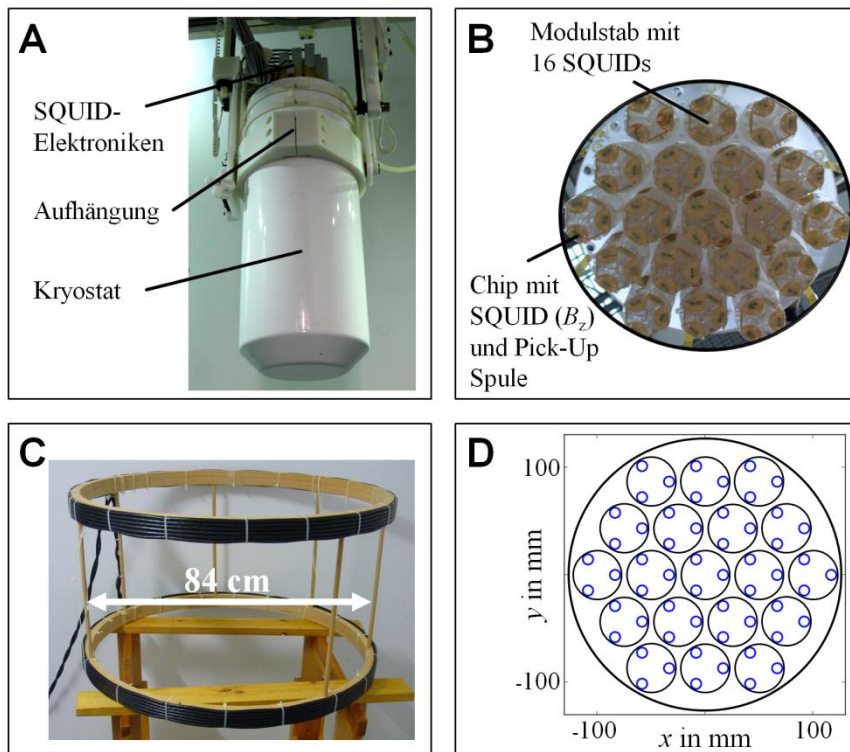 A
SQUID-
Elektroniken
Aufhängung
Kryostat
B
Modulstab mit
16 SQUIDs
Chip mit
SQUID (Bz)
und Pick-Up
Spule
C
84 cm
D
100
y in mm
-100
-100
x in mm
100